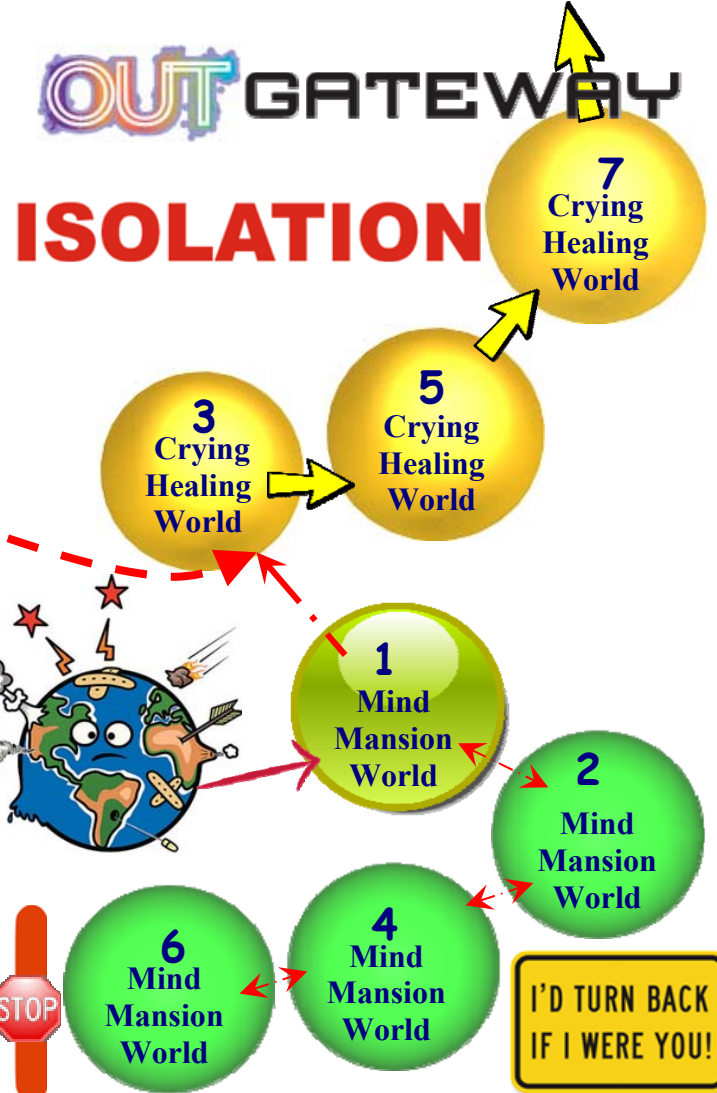 OUT GATEWAY
ISOLATION
7
Crying
Healing
World
5
Crying
Healing
World
3
Crying
Healing
World
1
Mind
Mansion
World
2
Mind
Mansion
World
4
Mind
Mansion
World
6
Mind
Mansion
World
STOP
I'D TURN BACK
IF I WERE YOU!